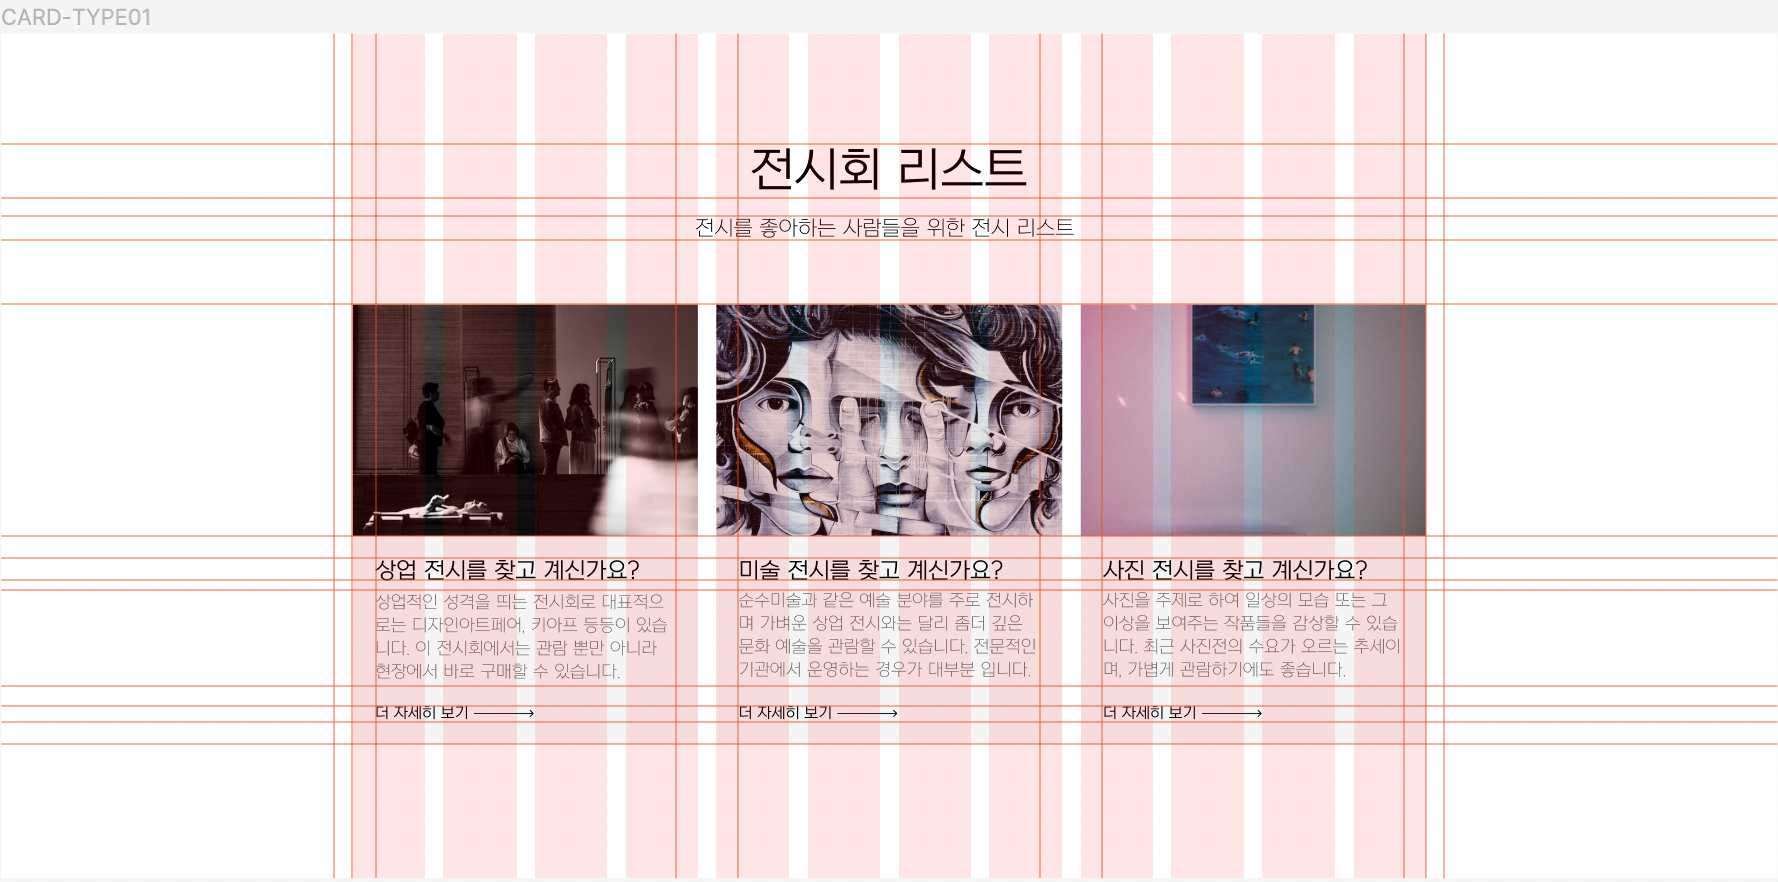 CARD-TYPE01
전시회 리스트
전시를 좋아하는 사람들을 위한 전시 리스트
상업 전시를 찾고 계신가요?
상업적인 성격을 띄는 전시회로 대표적으
로는 디자인아트페어, 키아프 등등이 있습
니다. 이 전시회에서는 관람 뿐만 아니라
현장에서 바로 구매할 수 있습니다.
더 자세히 보기
미술 전시를 찾고 계신가요?
순수미술과 같은 예술 분야를 주로 전시하
며 가벼운 상업 전시와는 달리 좀더 깊은
문화 예술을 관람할 수 있습니다. 전문적인
기관에서 운영하는 경우가 대부분 입니다.
더 자세히 보기
사진 전시를 찾고 계신가요?
사진을 주제로 하여 일상의 모습 또는 그
이상을 보여주는 작품들을 감상할 수 있습
니다. 최근 사진전의 수요가 오르는 추세이
며, 가볍게 관람하기에도 좋습니다.
더 자세히 보기